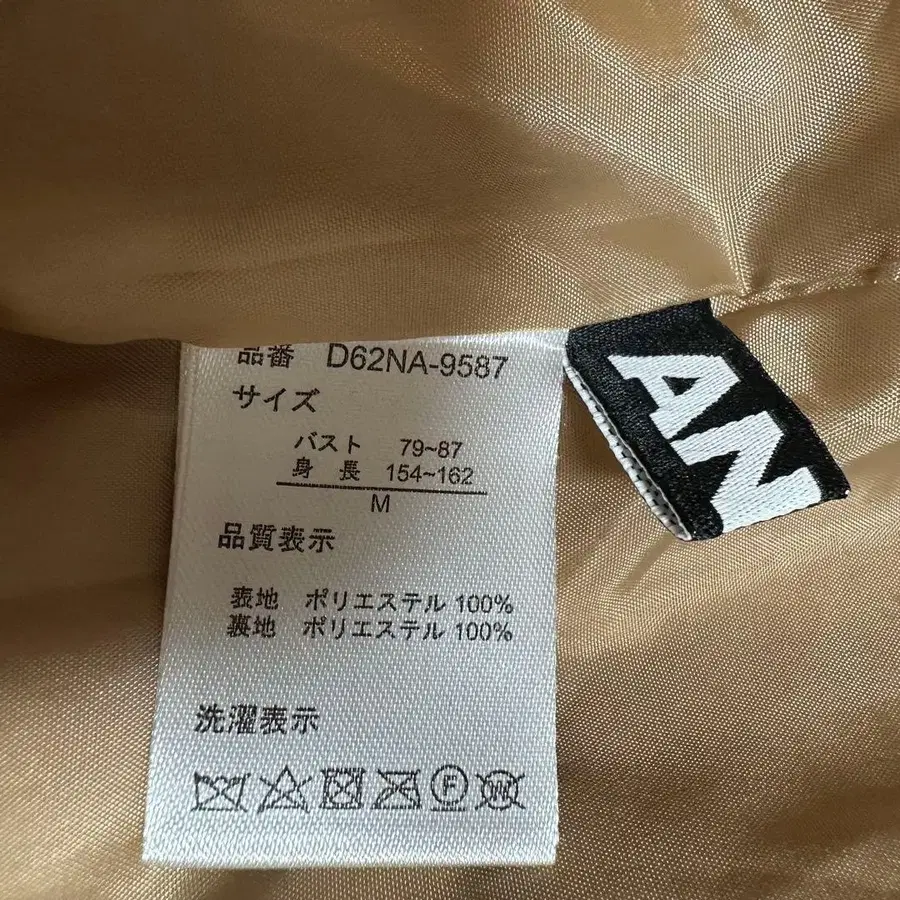 品番 D62NA-9587
サイズ
バスト 79~87
身 長 154~162
M
品質表示
表地 ポリエステル 100%
裏地 ポリエステル 100%
洗濯表示
F W
AN